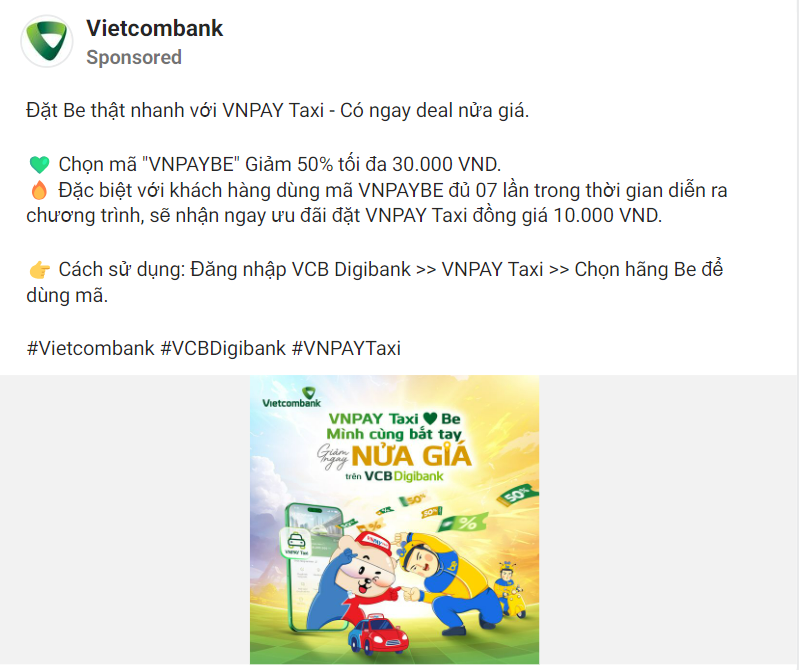 Vietcombank
Sponsored
Đặt Be thật nhanh với VNPAY Taxi - Có ngay deal nửa giá.
💚 Chọn mã "VNPAYBE" Giảm 50% tối đa 30.000 VND.
🔥 Đặc biệt với khách hàng dùng mã VNPAYBE đủ 07 lần trong thời gian diễn ra
chương trình, sẽ nhận ngay ưu đãi đặt VNPAY Taxi đồng giá 10.000 VND.
👉 Cách sử dụng: Đăng nhập VCB Digibank >> VNPAY Taxi >> Chọn hãng Be để
dùng mã.
#Vietcombank #VCBDigibank #VNPAYTaxi
Vietcombank
VNPAY Taxi 💚 Be
Mình cùng bắt tay
Giảm ngay NỬA GIÁ
trên VCB Digibank
50%
50%
50%
%
VNPAY Taxi
VNPAY